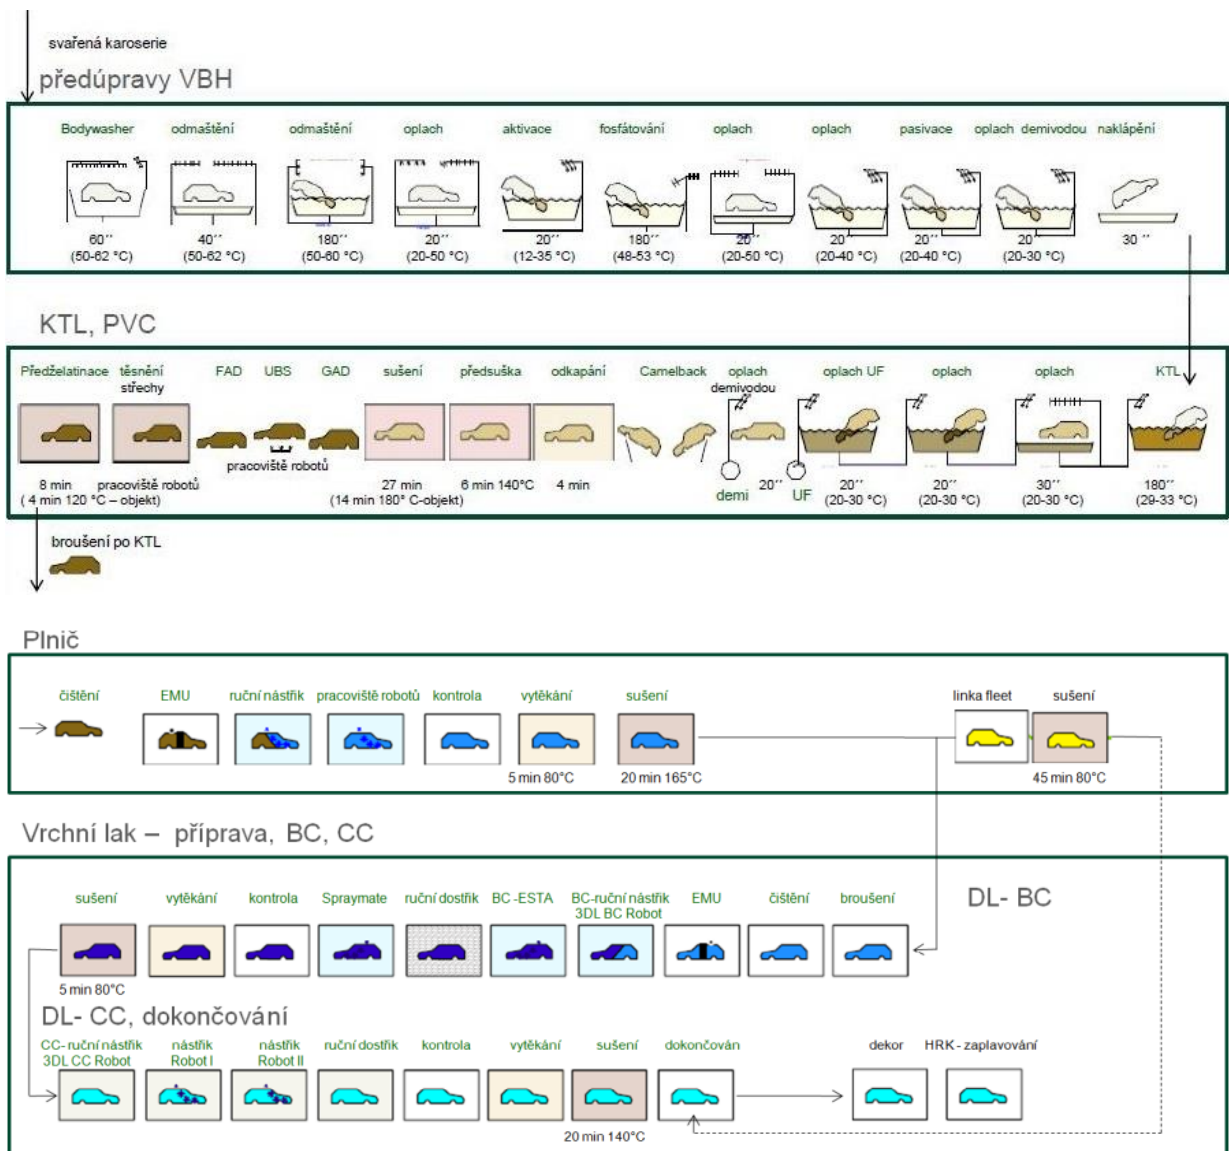 svařená karoserie
předúpravy VBH
Bodywasher odmaštění odmaštění oplach aktivace fosfátování oplach oplach pasivace oplach demivodou naklápění
60´´ 40´´ 180´´ 20´´ 20´´ 180´´ 20´´ 20´´ 20´´ 20´´ 30 ´´
(50-62 °C) (50-62 °C) (50-60 °C) (20-50 °C) (12-35 °C) (48-53 °C) (20-50 °C) (20-40 °C) (20-40 °C) (20-30 °C)
KTL, PVC
Předželatinace těsnění FAD UBS GAD sušení předsuška odkapání Camelback oplach oplach UF oplach oplach KTL
střechy demivodou
pracoviště robotů
8 min pracoviště robotů 27 min 6 min 140°C 4 min demi 20´´ UF 20´´ 20´´ 30´´ 180´´
( 4 min 120 °C – objekt) (14 min 180° C-objekt) (20-30 °C) (20-30 °C) (20-30 °C) (29-33 °C)
broušení po KTL
Plnič
čištění EMU ruční nástřik pracoviště robotů kontrola vytěkání sušení linka fleet sušení
5 min 80°C 20 min 165°C 45 min 80°C
Vrchní lak – příprava, BC, CC
sušení vytěkání kontrola Spraymate ruční dostřik BC -ESTA BC-ruční nástřik EMU čištění broušení DL- BC
3DL BC Robot
5 min 80°C
DL- CC, dokončování
CC- ruční nástřik nástřik nástřik ruční dostřik kontrola vytěkání sušení dokončován dekor HRK - zaplavování
3DL CC Robot Robot I Robot II
20 min 140°C